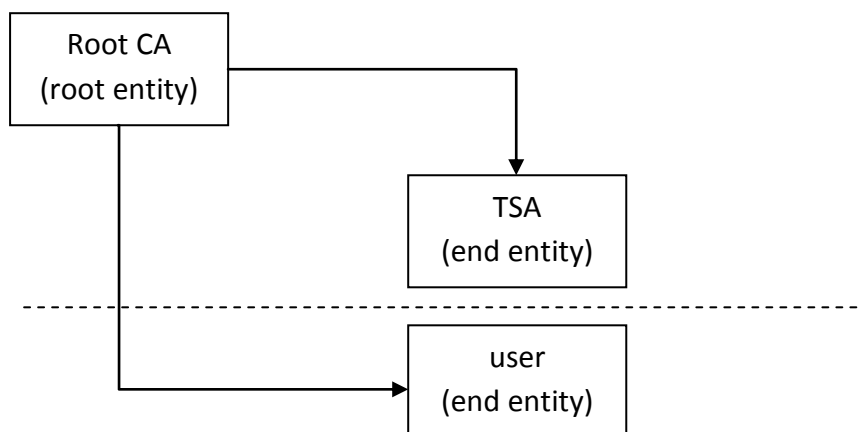 Root CA
(root entity)
TSA
(end entity)
user
(end entity)